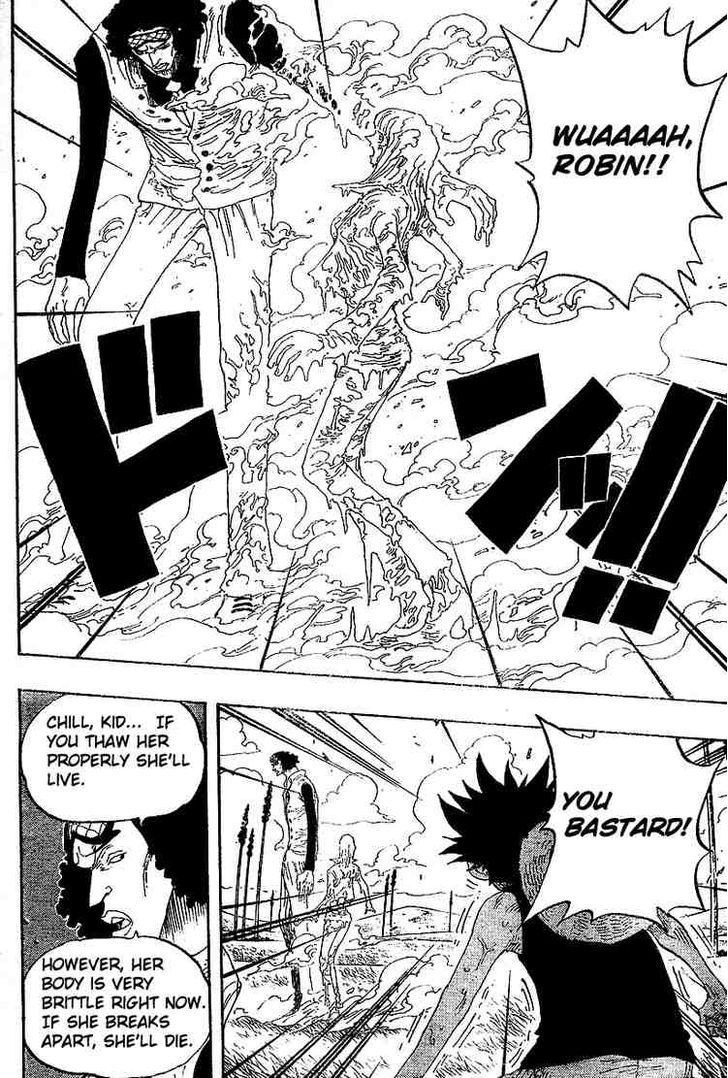 WUAAAAH,
ROBIN!!
ドンッ!!
CHILL, KID... IF
YOU THAW HER
PROPERLY SHE'LL
LIVE.
HOWEVER, HER
BODY IS VERY
BRITTLE RIGHT NOW.
IF SHE BREAKS
APART, SHE'LL DIE.
YOU
BASTARD!